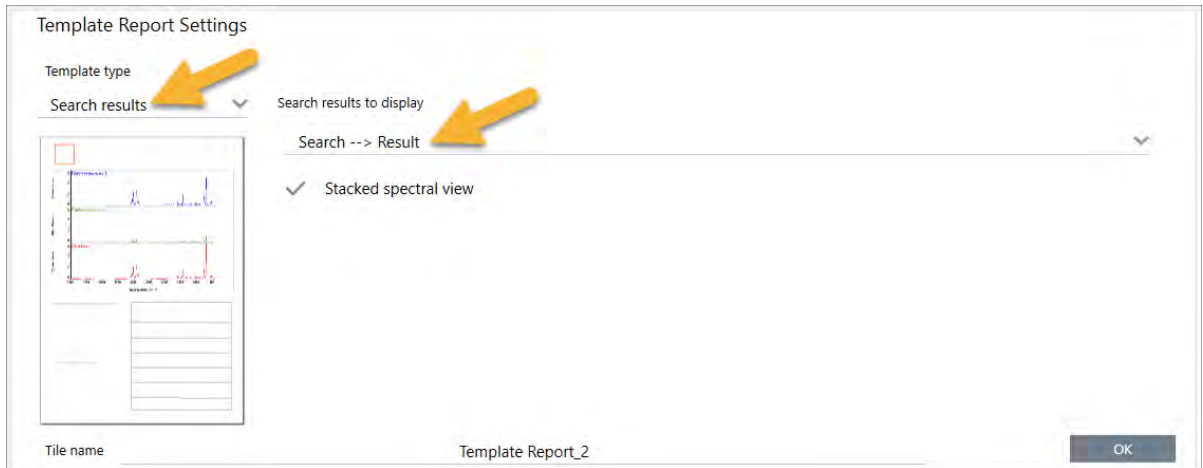 Template Report Settings
Template type
Search results
Search results to display
Search --> Result
Stacked spectral view
Tile name
Template Report_2
OK